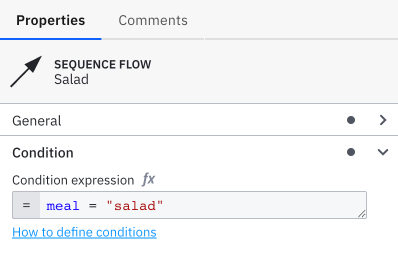 Properties Comments
SEQUENCE FLOW
Salad
General
Condition
Condition expression fx
= meal = "salad"
How to define conditions